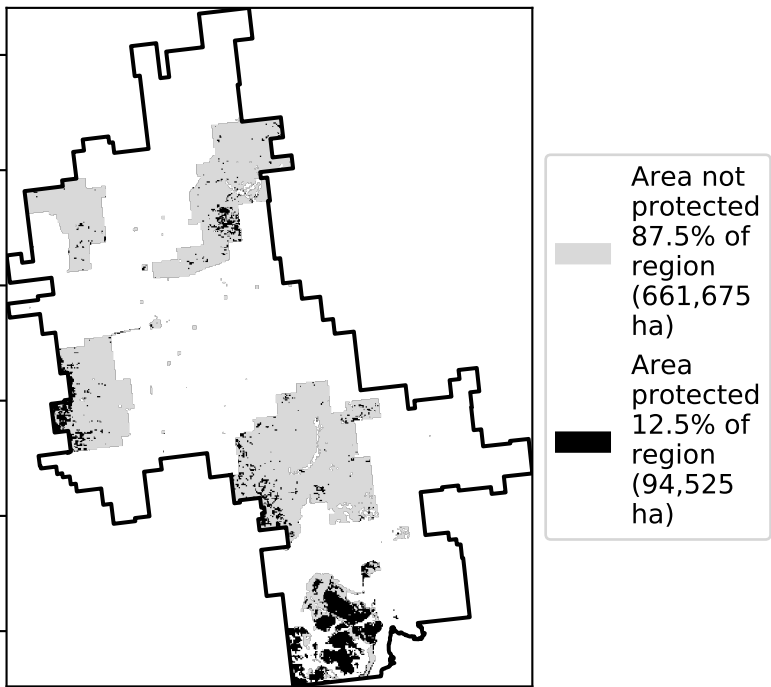 Area not
protected
87.5% of
region
(661,675
ha)
Area
protected
12.5% of
region
(94,525
ha)